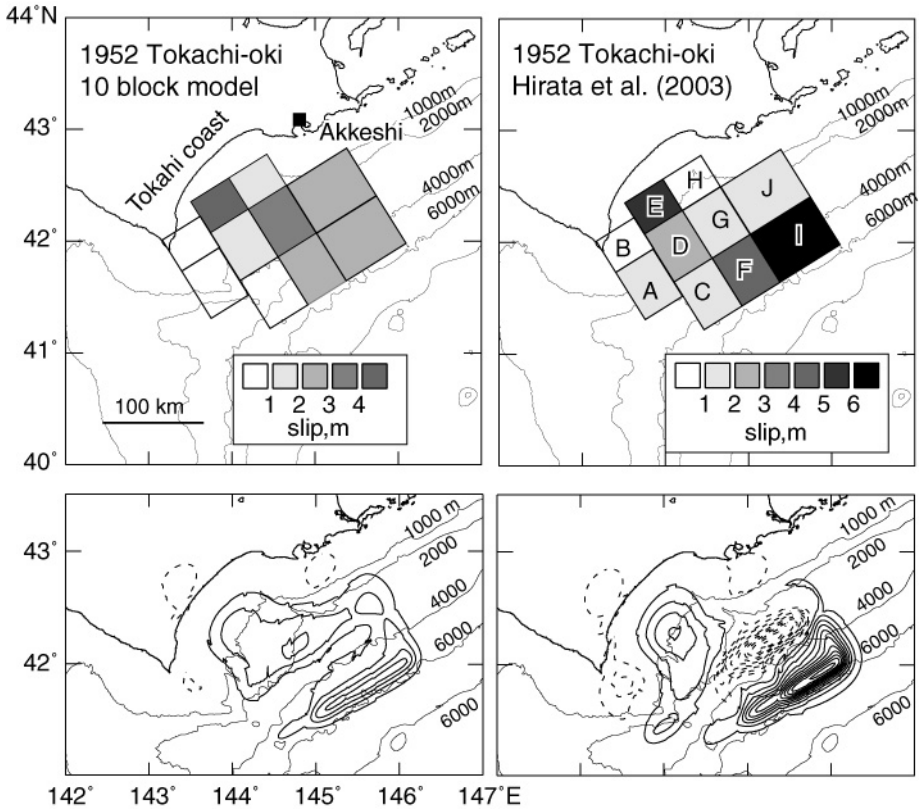 44°N
1952 Tokachi-oki
10 block model
43°
42°
41°
40°
Tokahi coast
Akkeshi
1000m
2000m
4000m
6000m
100 km
1 2 3 4
slip,m
1952 Tokachi-oki
Hirata et al. (2003)
1000m
2000m
4000m
6000m
H
J
E
G
I
B
D
F
A
C
1 2 3 4 5 6
slip,m
43°
42°
1000 m
2000
4000
6000
6000
1000 m
2000
4000
6000
6000
142° 143° 144° 145° 146° 147°E